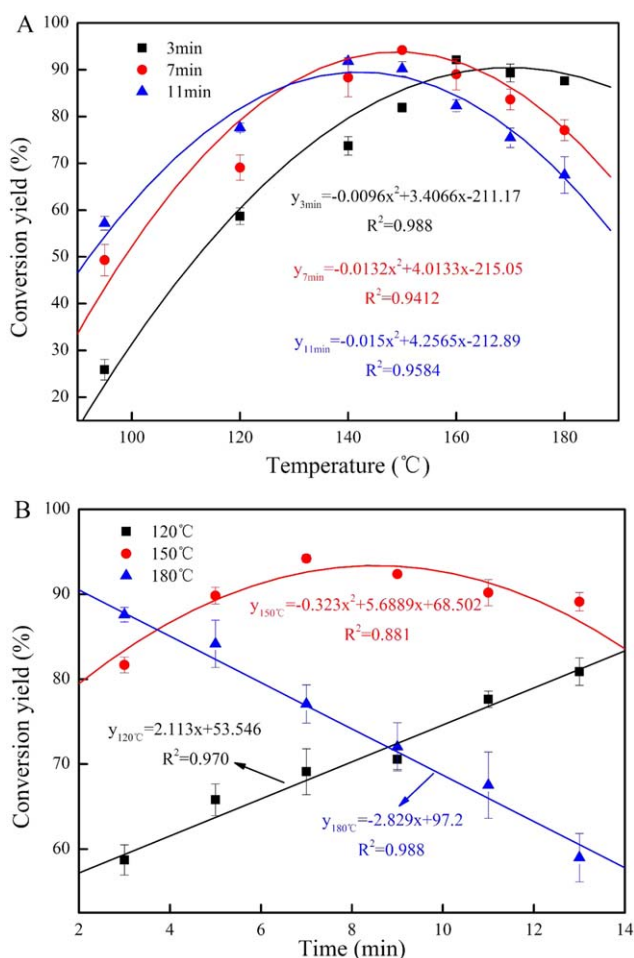 A
3min
7min
11min
100
90
80
70
60
50
40
30
20
Conversion yield (%)
y3min=-0.0096x²+3.4066x-211.17
R²=0.988
y7min=-0.0132x²+4.0133x-215.05
R²=0.9412
y11min=-0.015x²+4.2565x-212.89
R²=0.9584
100 120 140 160 180
Temperature (℃)
B
120℃
150℃
180℃
100
90
80
70
60
Conversion yield (%)
y150℃=-0.323x²+5.6889x+68.502
R²=0.881
y120℃=2.113x+53.546
R²=0.970
y180℃=-2.829x+97.2
R²=0.988
2 4 6 8 10 12 14
Time (min)